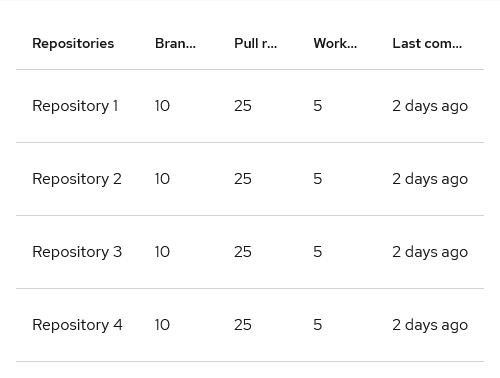 Repositories Bran... Pull r... Work... Last com...
Repository 1 10 25 5 2 days ago
Repository 2 10 25 5 2 days ago
Repository 3 10 25 5 2 days ago
Repository 4 10 25 5 2 days ago